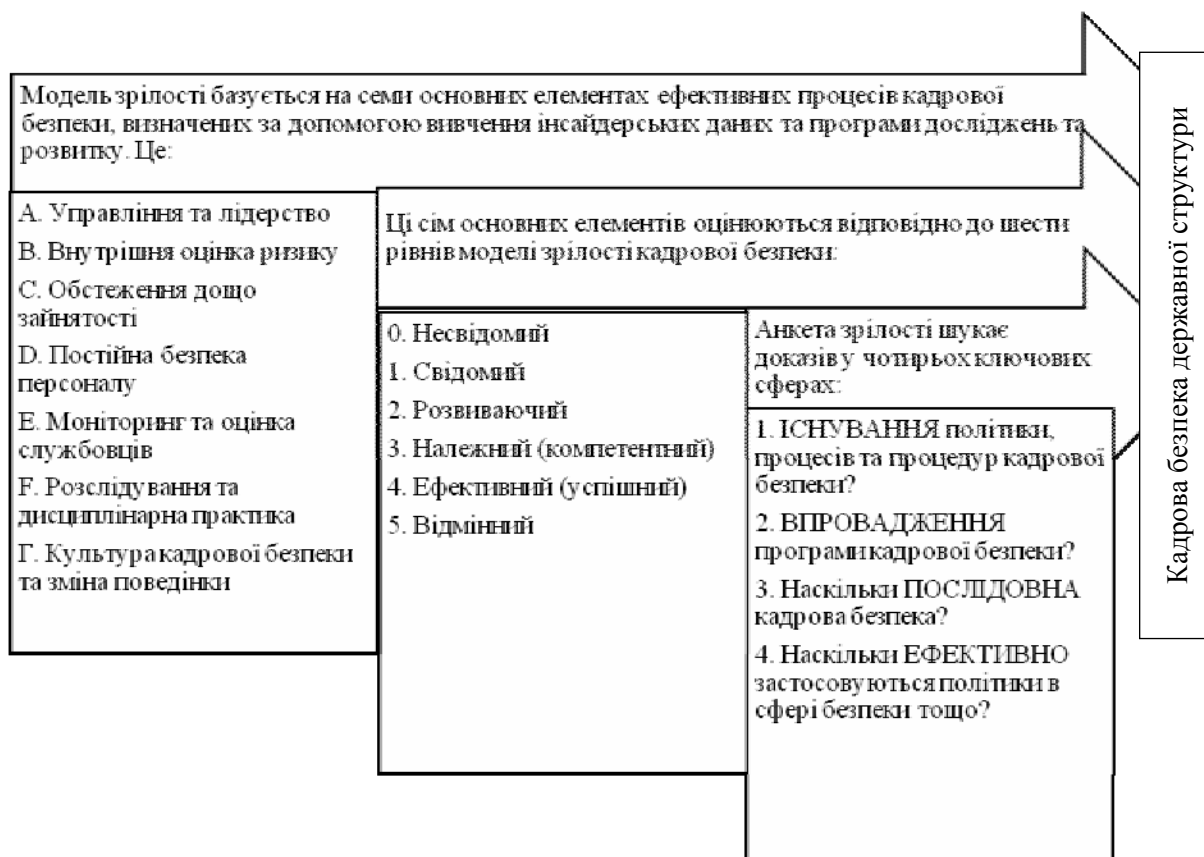 Модель зрілості базується на семи основних елементах ефективних процесів кадрової
безпеки, визначених за допомогою вивчення інсайдерських даних та програми досліджень та
розвитку. Це:
A. Управління та лідерство
B. Внутрішня оцінка ризику
C. Обстеження дощо
зайнятості
D. Постійна безпека
персоналу
E. Моніторинг та оцінка
службовців
F. Розслідування та
дисциплінарна практика
Г. Культура кадрової безпеки
та зміна поведінки
Ці сім основних елементів оцінюються відповідно до шести
рівнів моделі зрілості кадрової безпеки:
0. Несвідомий
1. Свідомий
2. Розвиваючий
3. Належний (компетентний)
4. Ефективний (успішний)
5. Відмінний
Анкета зрілості шукає
доказів у чотирьох ключових
сферах:
1. ІСНУВАННЯ політики,
процесів та процедур кадрової
безпеки?
2. ВПРОВАДЖЕННЯ
програми кадрової безпеки?
3. Наскільки ПОСЛІДОВНА
кадрова безпека?
4. Наскільки ЕФЕКТИВНО
застосовуються політики в
сфері безпеки тощо?
Кадрова безпека державної структури